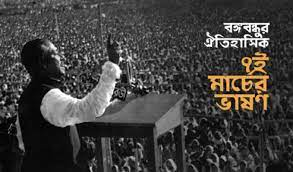 বঙ্গবন্ধুর
ঐতিহাসিক
৭ই
মার্চের
ভাষণ